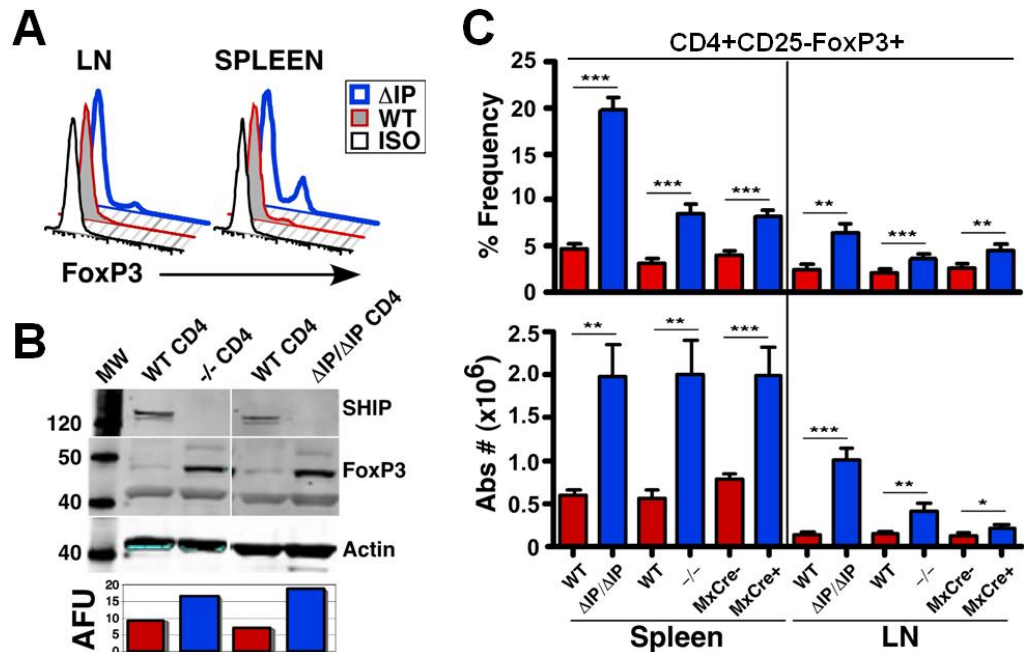 A
LN
SPLEEN
ΔIP
WT
ISO
FoxP3
B
MW
WT CD4
-/- CD4
WT CD4
ΔIP/ΔIP CD4
120
SHIP
50
FoxP3
40
40
Actin
AFU
20
15
10
5
0
C
CD4+CD25-FoxP3+
% Frequency
25
20
15
10
5
0
*** *** *** ** *** **
Abs # (x10⁶)
2.5
2.0
1.5
1.0
0.5
0
** ** *** *** ** *
WT ΔIP/ΔIP WT -/- MxCre- MxCre+ WT ΔIP/ΔIP WT -/- MxCre- MxCre+
Spleen LN